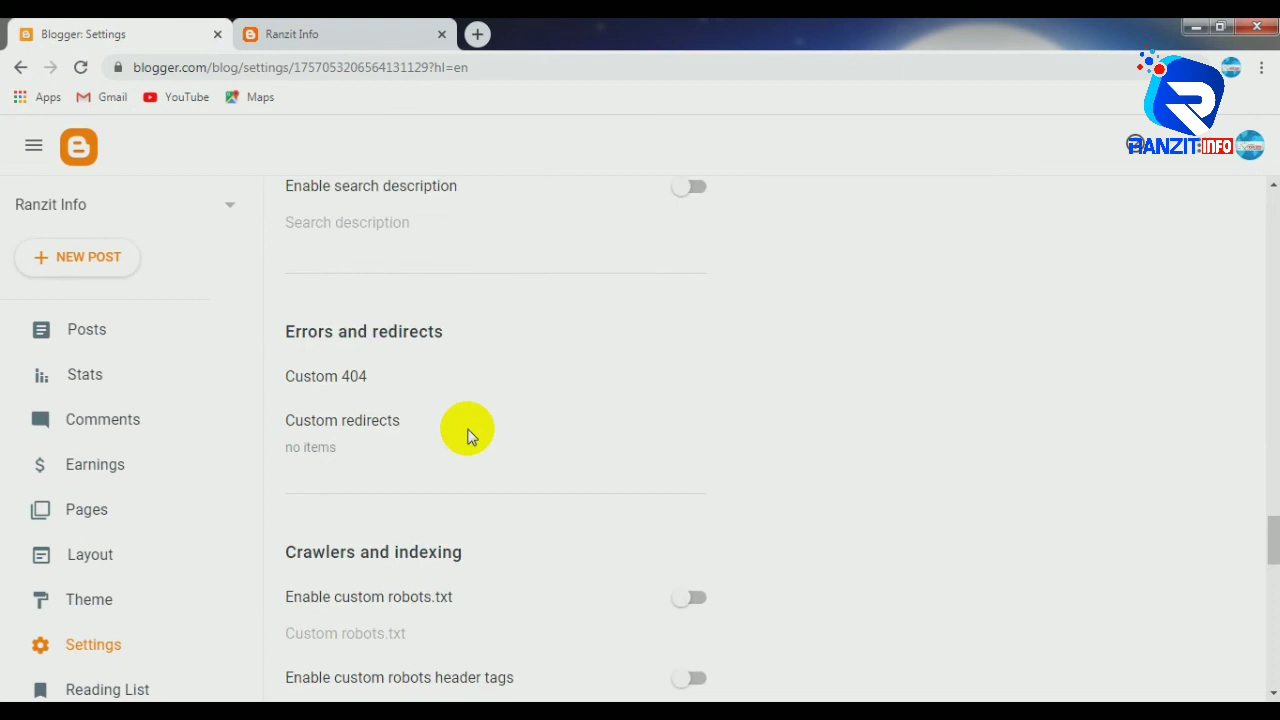 Blogger: Settings
Ranzit Info
blogger.com/blog/settings/1757053206564131129?hl=e
Apps
Gmail
YouTube
Maps
RANZIT INFO
Ranzit Info
NEW POST
Posts
Stats
Comments
Earnings
Pages
Layout
Theme
Settings
Reading List
Enable search description
Search description
Errors and redirects
Custom 404
Custom redirects
no items
Crawlers and indexing
Enable custom robots.txt
Custom robots.txt
Enable custom robots header tags